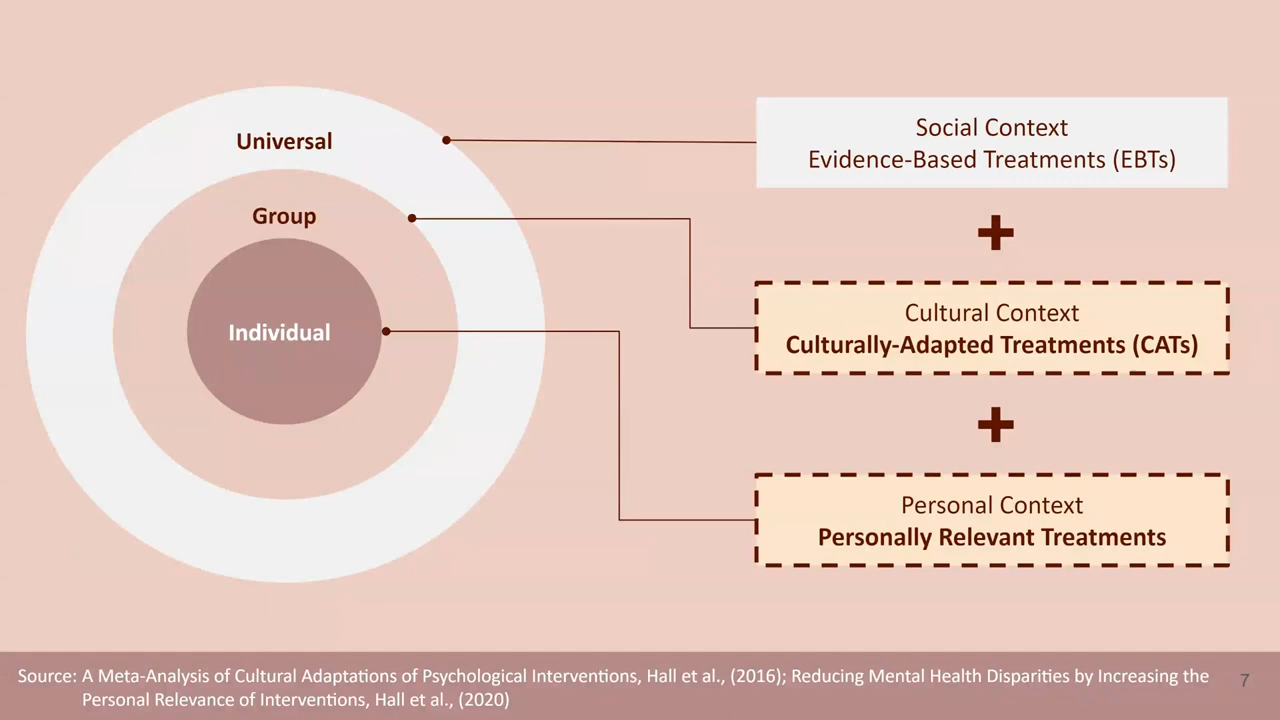 Universal
Group
Individual
Social Context
Evidence-Based Treatments (EBTs)
+
Cultural Context
Culturally-Adapted Treatments (CATs)
+
Personal Context
Personally Relevant Treatments
Source: A Meta-Analysis of Cultural Adaptations of Psychological Interventions, Hall et al., (2016); Reducing Mental Health Disparities by Increasing the
Personal Relevance of Interventions, Hall et al., (2020)
7